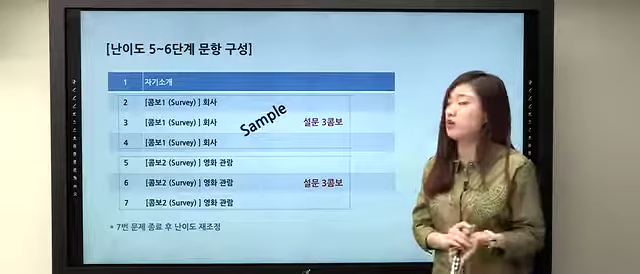 [난이도 5~6단계 문항 구성]
1 자기소개
2 [콤보1 (Survey) ] 회사
3 [콤보1 (Survey) ] 회사 설문 3콤보
4 [콤보1 (Survey) ] 회사
Sample
5 [콤보2 (Survey) ] 영화 관람
6 [콤보2 (Survey) ] 영화 관람 설문 3콤보
7 [콤보2 (Survey) ] 영화 관람
* 7번 문제 종료 후 난이도 재조정